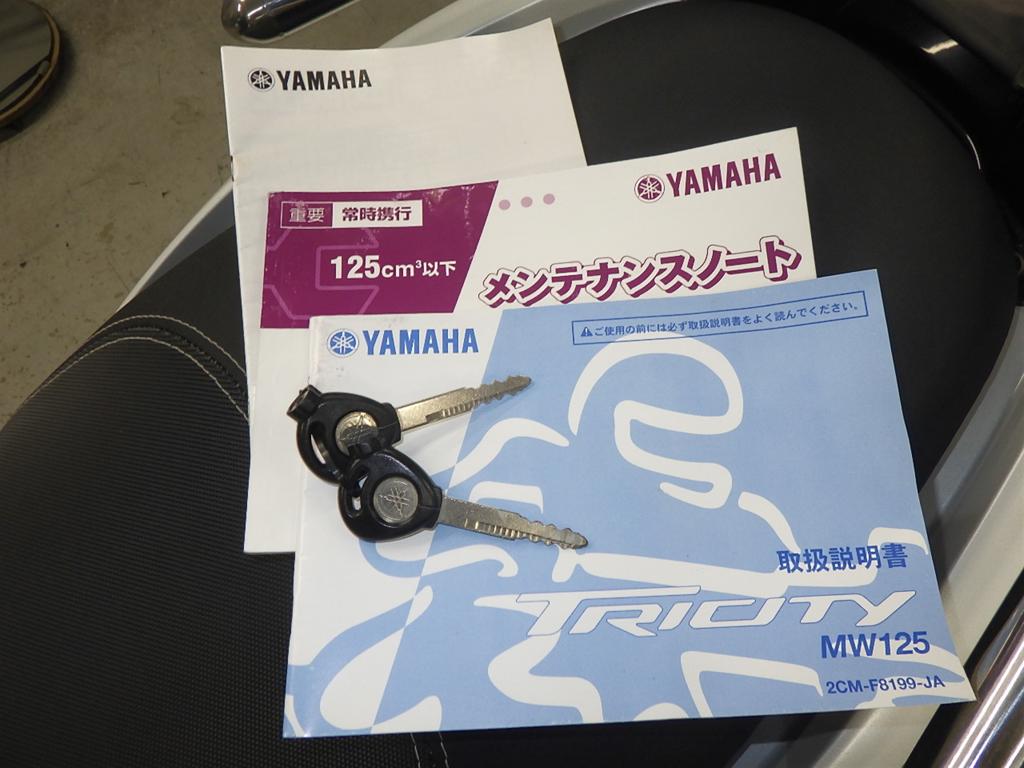 YAMAHA
YAMAHA
重要 常時携行
125cm³以下
メンテナンスノート
YAMAHA
⚠ご使用の前には必ず取扱説明書をよく読んでください。
取扱説明書
TRICITY
MW125
2CM-F8199-JA